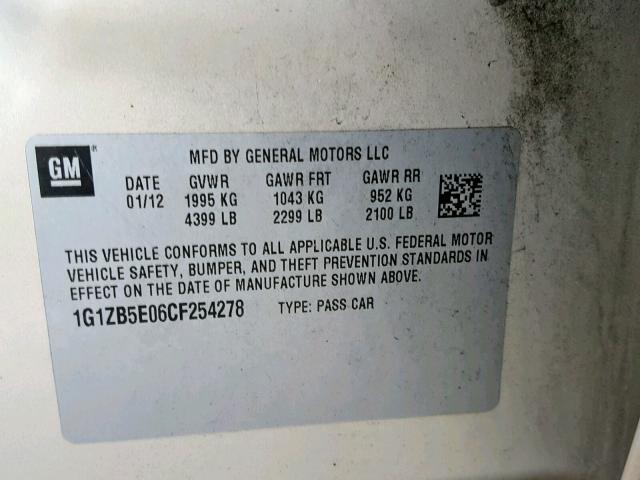 GM
MFD BY GENERAL MOTORS LLC
DATE GVWR GAWR FRT GAWR RR
01/12 1995 KG 1043 KG 952 KG
4399 LB 2299 LB 2100 LB
THIS VEHICLE CONFORMS TO ALL APPLICABLE U.S. FEDERAL MOTOR
VEHICLE SAFETY, BUMPER, AND THEFT PREVENTION STANDARDS IN
EFFECT ON THE DATE OF MANUFACTURE SHOWN ABOVE.
1G1ZB5E06CF254278 TYPE: PASS CAR